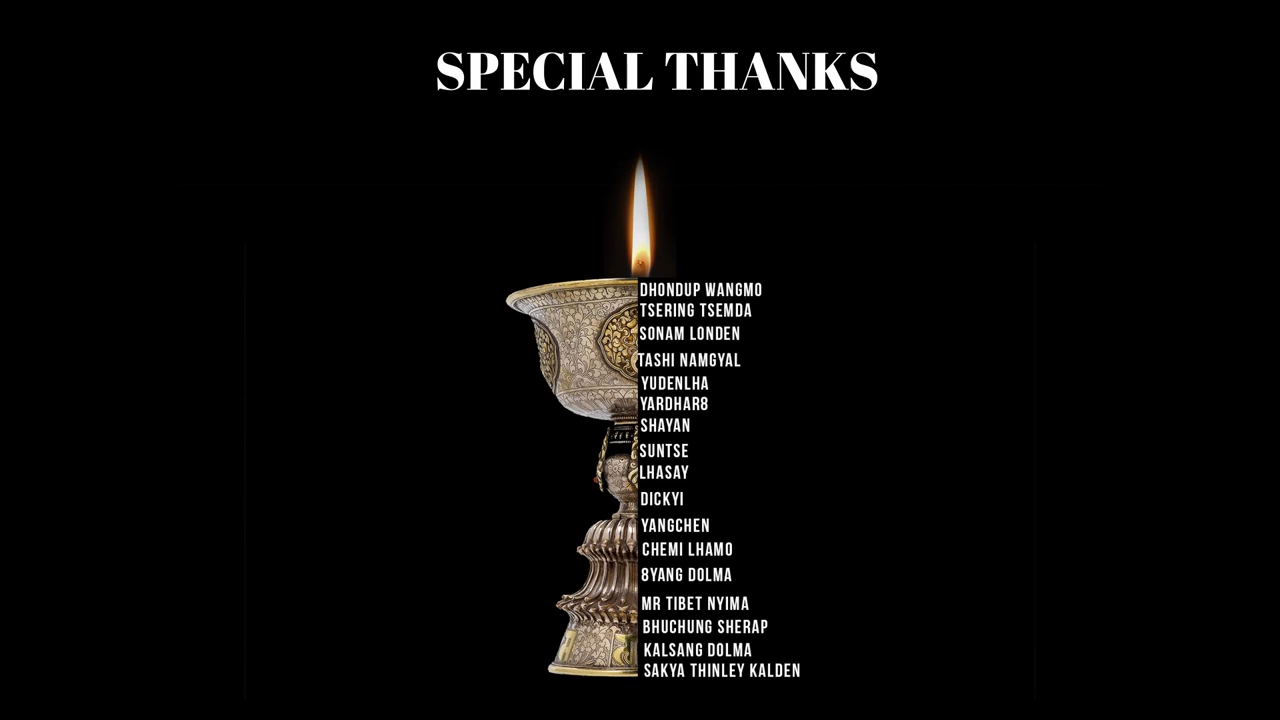 SPECIAL THANKS
DHONDUP WANGMO
TSERING TSEMDA
SONAM LONDEN
TASHI NAMGYAL
YUDENLHA
YARDHAR8
SHAYAN
SUNTSE
LHASAY
DICKYI
YANGCHEN
CHEMI LHAMO
8YANG DOLMA
MR TIBET NYIMA
BHUCHUNG SHERAP
KALSANG DOLMA
SAKYA THINLEY KALDEN